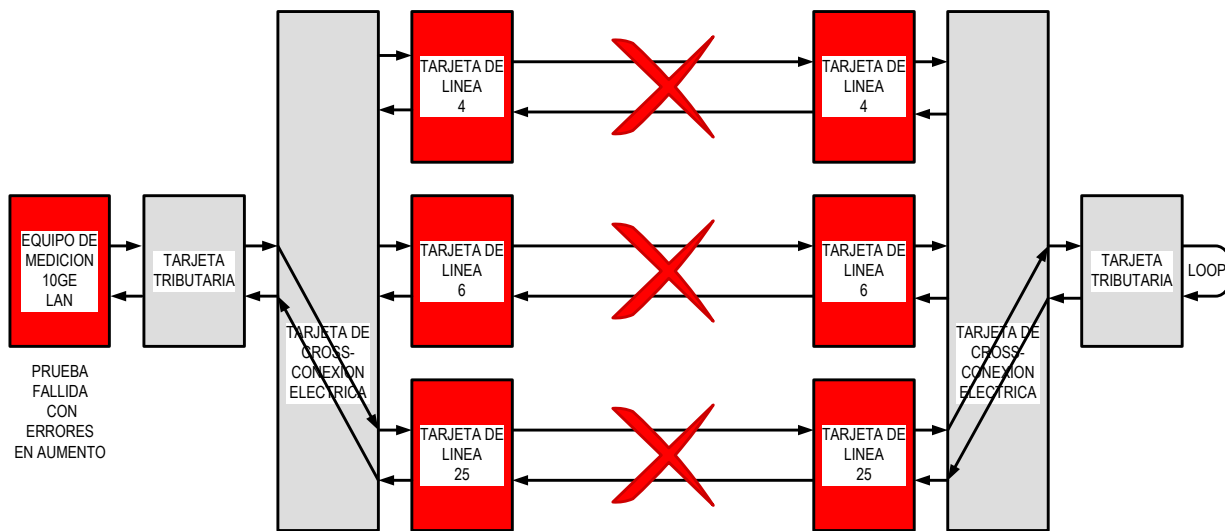 TARJETA DE
LINEA
4
TARJETA DE
LINEA
4
EQUIPO DE
MEDICION
10GE
LAN
TARJETA
TRIBUTARIA
TARJETA DE
LINEA
6
TARJETA DE
LINEA
6
TARJETA
TRIBUTARIA
LOOP
TARJETA DE
CROSS-
CONEXION
ELECTRICA
TARJETA DE
CROSS-
CONEXION
ELECTRICA
PRUEBA
FALLIDA
CON
ERRORES
EN AUMENTO
TARJETA DE
LINEA
25
TARJETA DE
LINEA
25